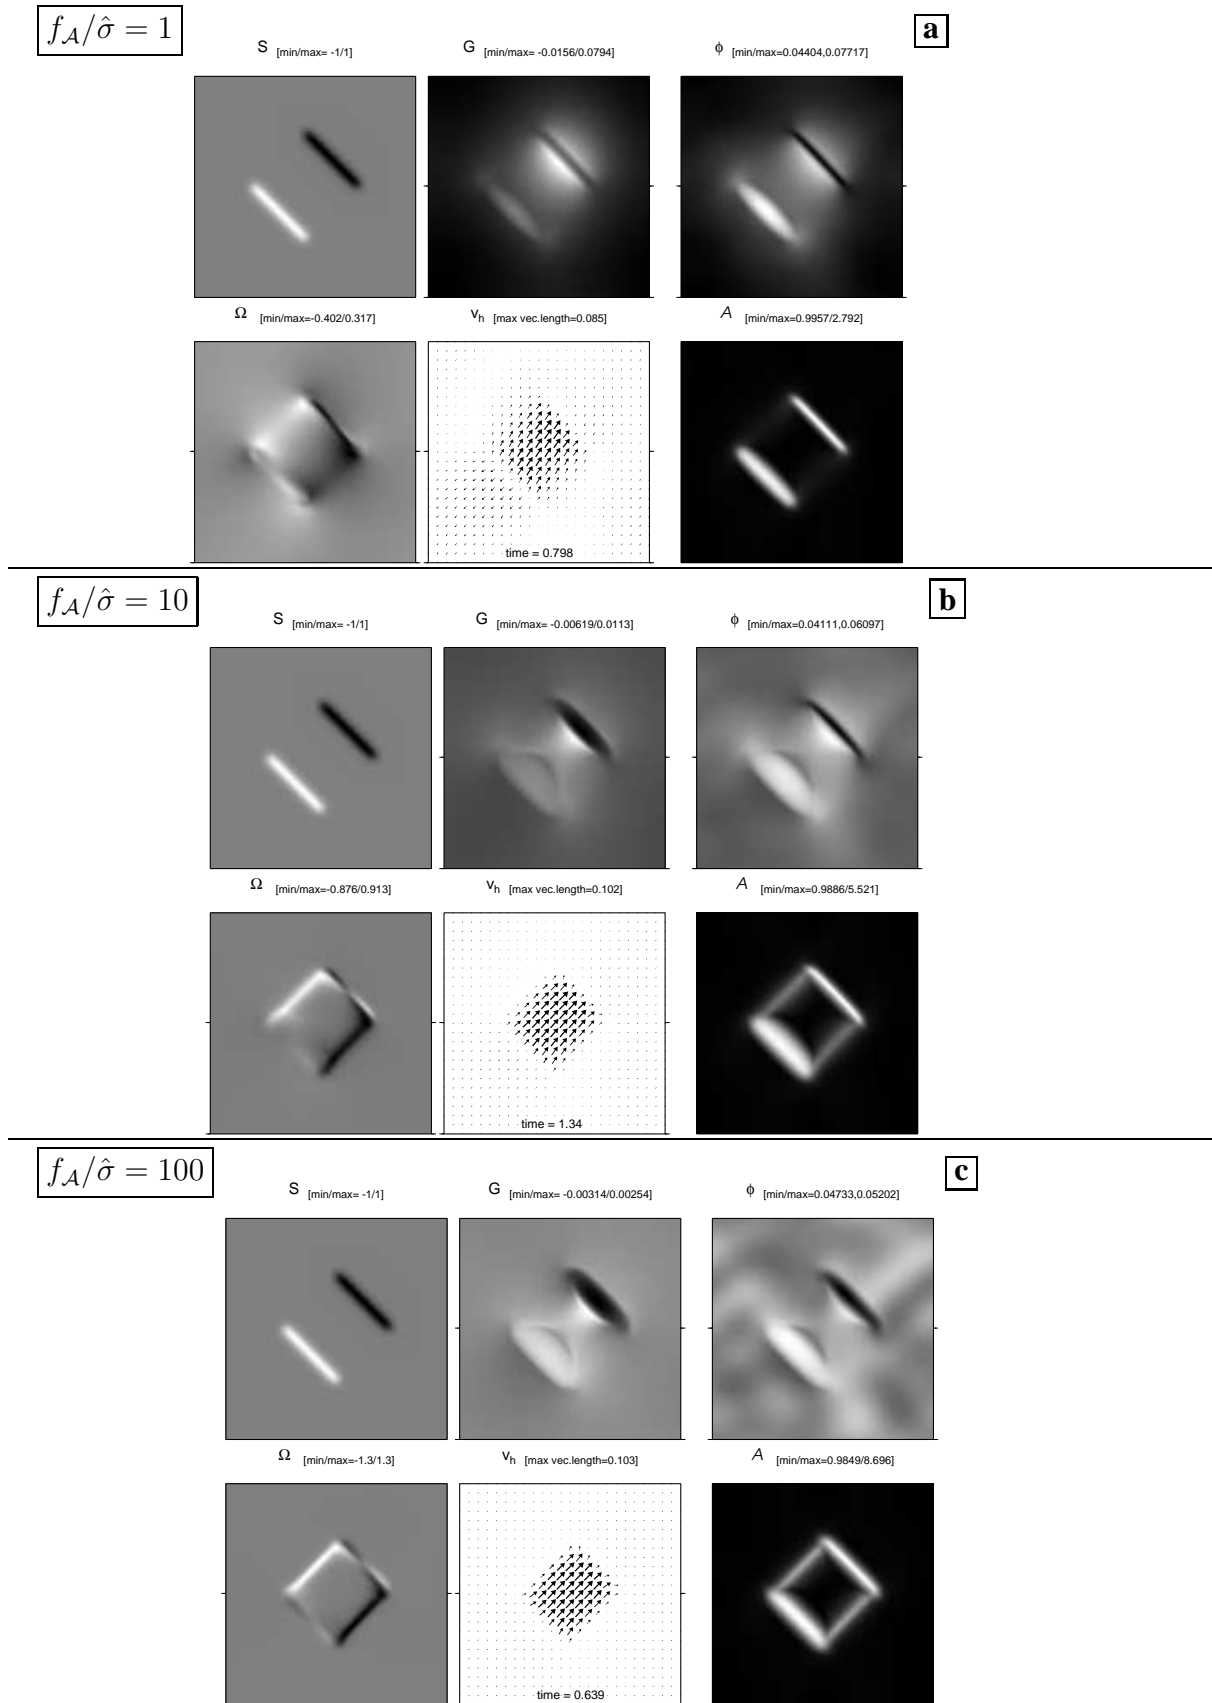 f_A/σ̂ = 1
a
S [min/max= -1/1]
G [min/max= -0.0156/0.0794]
ϕ [min/max=0.04404,0.07717]
Ω [min/max=-0.402/0.317]
v_h [max vec.length=0.085]
A [min/max=0.9957/2.792]
time = 0.798
f_A/σ̂ = 10
b
S [min/max= -1/1]
G [min/max= -0.00619/0.0113]
ϕ [min/max=0.04111,0.06097]
Ω [min/max=-0.876/0.913]
v_h [max vec.length=0.102]
A [min/max=0.9886/5.521]
time = 1.34
f_A/σ̂ = 100
c
S [min/max= -1/1]
G [min/max= -0.00314/0.00254]
ϕ [min/max=0.04733,0.05202]
Ω [min/max=-1.3/1.3]
v_h [max vec.length=0.103]
A [min/max=0.9849/8.696]
time = 0.639